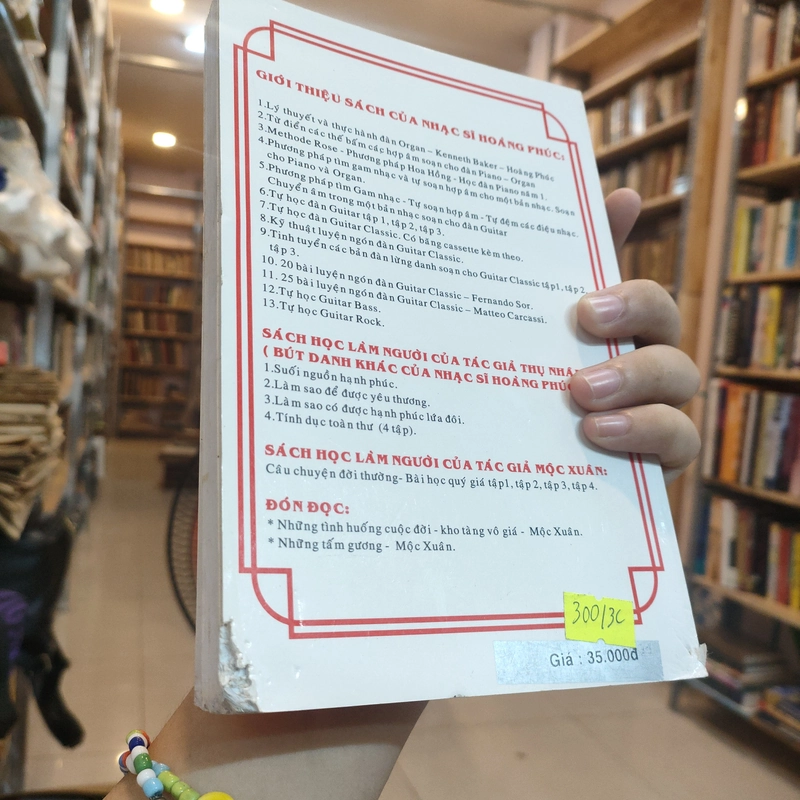 GIỚI THIỆU SÁCH CỦA NHẠC SĨ HOÀNG PHÚC:
1.Lý thuyết và thực hành đàn Organ – Kenneth Baker – Hoàng Phúc
2.Từ điển các thế bấm các hợp âm soạn cho đàn Piano – Organ
3.Methode Rose - Phương pháp Hoa Hồng - Học đàn Piano năm 1.
4.Phương pháp tìm gam nhạc và tự soạn hợp âm cho một bản nhạc. Soạn
cho Piano và Organ.
5.Phương pháp tìm Gam nhạc - Tự soạn hợp âm - Tự đệm các điệu nhạc.
Chuyển âm trong một bản nhạc soạn cho đàn Guitar
6.Tự học đàn Guitar tập 1, tập 2, tập 3.
7.Tự học đàn Guitar Classic. Có băng cassette kèm theo.
8.Kỹ thuật luyện ngón đàn Guitar Classic.
9.Tinh tuyển các bản đàn lừng danh soạn cho Guitar Classic tập1, tập 2,
tập 3.
10. 20 bài luyện ngón đàn Guitar Classic – Fernando Sor.
11. 25 bài luyện ngón đàn Guitar Classic – Matteo Carcassi.
12.Tự học Guitar Bass.
13.Tự học Guitar Rock.
SÁCH HỌC LÀM NGƯỜI CỦA TÁC GIẢ THỤ
( BÚT DANH KHÁC CỦA NHẠC SĨ HOÀNG PHÚC
1.Suối nguồn hạnh phúc.
2.Làm sao để được yêu thương.
3.Làm sao có được hạnh phúc lứa đôi.
4.Tính dục toàn thư (4 tập).
SÁCH HỌC LÀM NGƯỜI CỦA TÁC GIẢ MỘC XUÂN:
Câu chuyện đời thường- Bài học quý giá tập1, tập 2, tập 3, tập 4.
ĐÓN ĐỌC:
* Những tình huống cuộc đời - kho tàng vô giá - Mộc Xuân.
* Những tấm gương - Mộc Xuân.
300/3C
Giá : 35.000đ